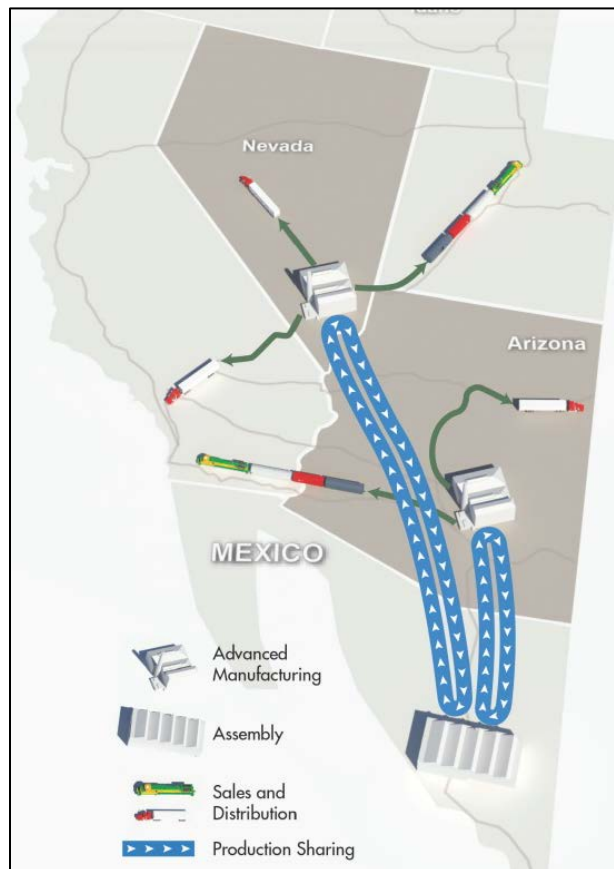 Nevada
Arizona
MEXICO
Advanced
Manufacturing
Assembly
Sales and
Distribution
Production Sharing